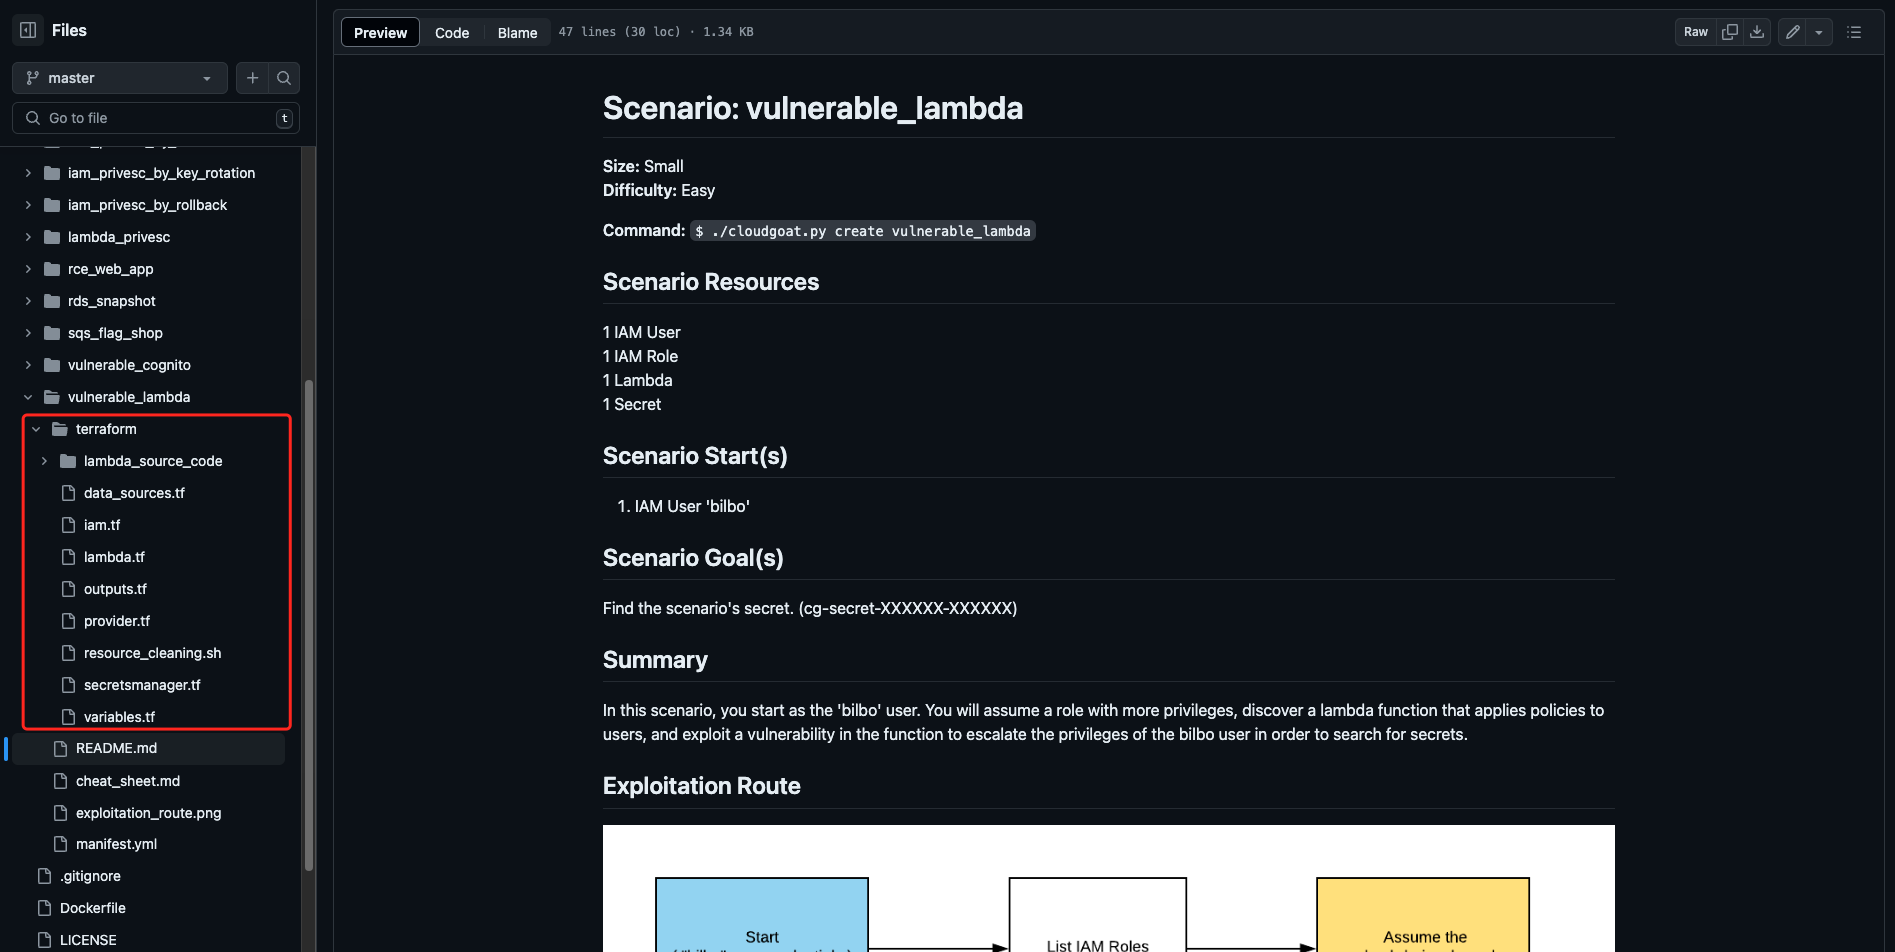 Files
master
Go to file
t
iam_privesc_by_key_rotation
iam_privesc_by_rollback
lambda_privesc
rce_web_app
rds_snapshot
sqs_flag_shop
vulnerable_cognito
vulnerable_lambda
terraform
lambda_source_code
data_sources.tf
iam.tf
lambda.tf
outputs.tf
provider.tf
resource_cleaning.sh
secretsmanager.tf
variables.tf
README.md
cheat_sheet.md
exploitation_route.png
manifest.yml
.gitignore
Dockerfile
LICENSE
Preview Code Blame 47 lines (30 loc) · 1.34 KB Raw
Scenario: vulnerable_lambda
Size: Small
Difficulty: Easy
Command: $ ./cloudgoat.py create vulnerable_lambda
Scenario Resources
1 IAM User
1 IAM Role
1 Lambda
1 Secret
Scenario Start(s)
1. IAM User 'bilbo'
Scenario Goal(s)
Find the scenario's secret. (cg-secret-XXXXXX-XXXXXX)
Summary
In this scenario, you start as the 'bilbo' user. You will assume a role with more privileges, discover a lambda function that applies policies to
users, and exploit a vulnerability in the function to escalate the privileges of the bilbo user in order to search for secrets.
Exploitation Route
Start
List IAM Roles
Assume the